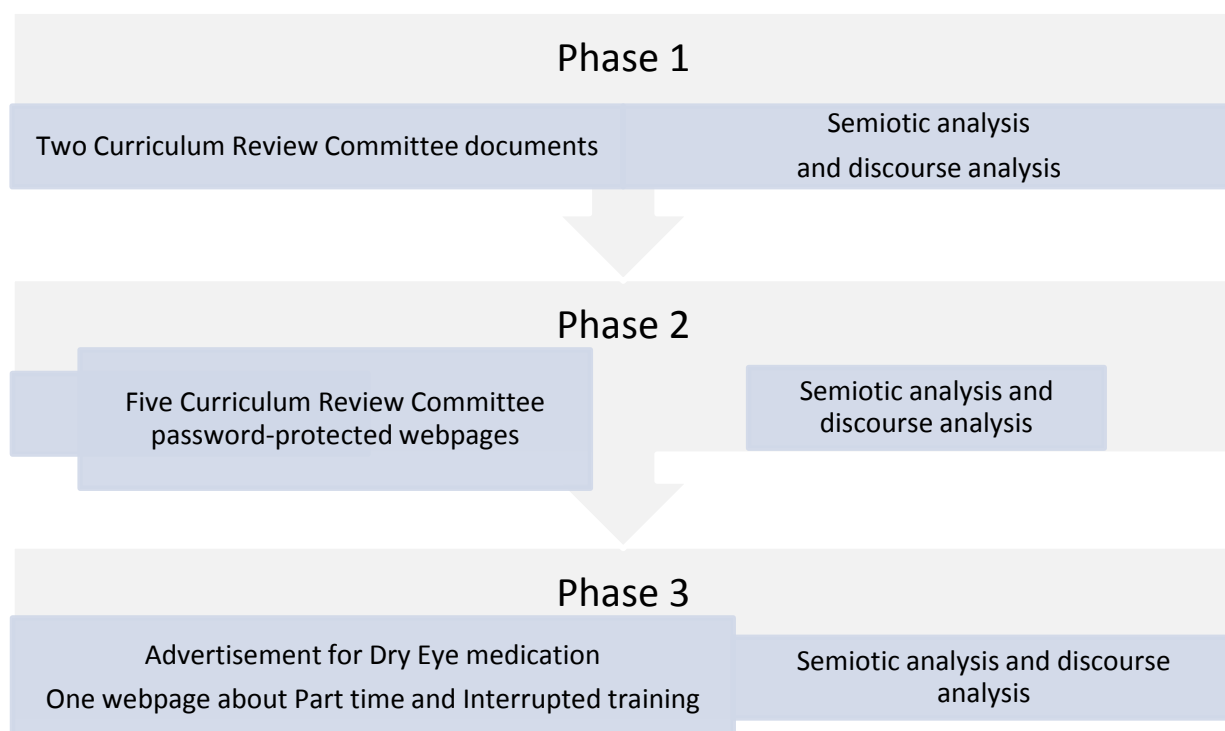 Phase 1
Two Curriculum Review Committee documents
Semiotic analysis
and discourse analysis
Phase 2
Five Curriculum Review Committee
password-protected webpages
Semiotic analysis and
discourse analysis
Phase 3
Advertisement for Dry Eye medication
One webpage about Part time and Interrupted training
Semiotic analysis and discourse
analysis